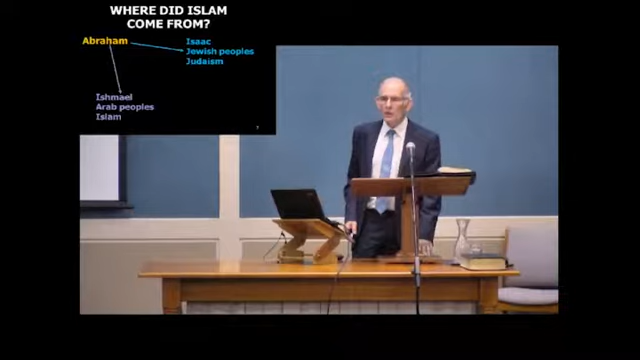 WHERE DID ISLAM
COME FROM?
Abraham
Isaac
Jewish peoples
Judaism
Ishmael
Arab peoples
Islam